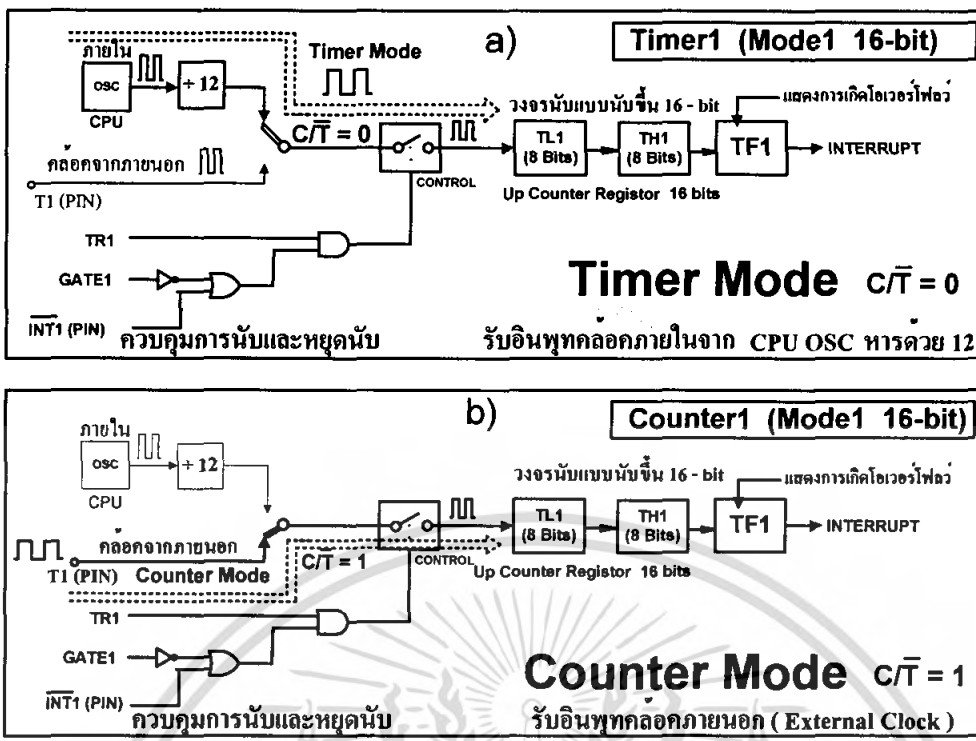 a)
Timer1 (Mode1 16-bit)
ภายใน
Timer Mode
OSC
÷ 12
CPU
วงจรนับแบบนับขึ้น 16 - bit
แสดงการเกิดโอเวอร์โฟลว์
C/T̅ = 0
TL1
(8 Bits)
TH1
(8 Bits)
TF1
INTERRUPT
คล๊อคจากภายนอก
T1 (PIN)
CONTROL
Up Counter Registor 16 bits
TR1
GATE1
I̅N̅T̅1 (PIN)
Timer Mode C/T̅ = 0
ควบคุมการนับและหยุดนับ
รับอินพุทคล๊อคภายในจาก CPU OSC หารด้วย 12
b)
Counter1 (Mode1 16-bit)
ภายใน
OSC
÷ 12
CPU
วงจรนับแบบนับขึ้น 16 - bit
แสดงการเกิดโอเวอร์โฟลว์
TL1
(8 Bits)
TH1
(8 Bits)
TF1
INTERRUPT
คล๊อคจากภายนอก
T1 (PIN)
Counter Mode
C/T̅ = 1
CONTROL
Up Counter Registor 16 bits
TR1
GATE1
I̅N̅T̅1 (PIN)
Counter Mode C/T̅ = 1
ควบคุมการนับและหยุดนับ
รับอินพุทคล๊อคภายนอก ( External Clock )